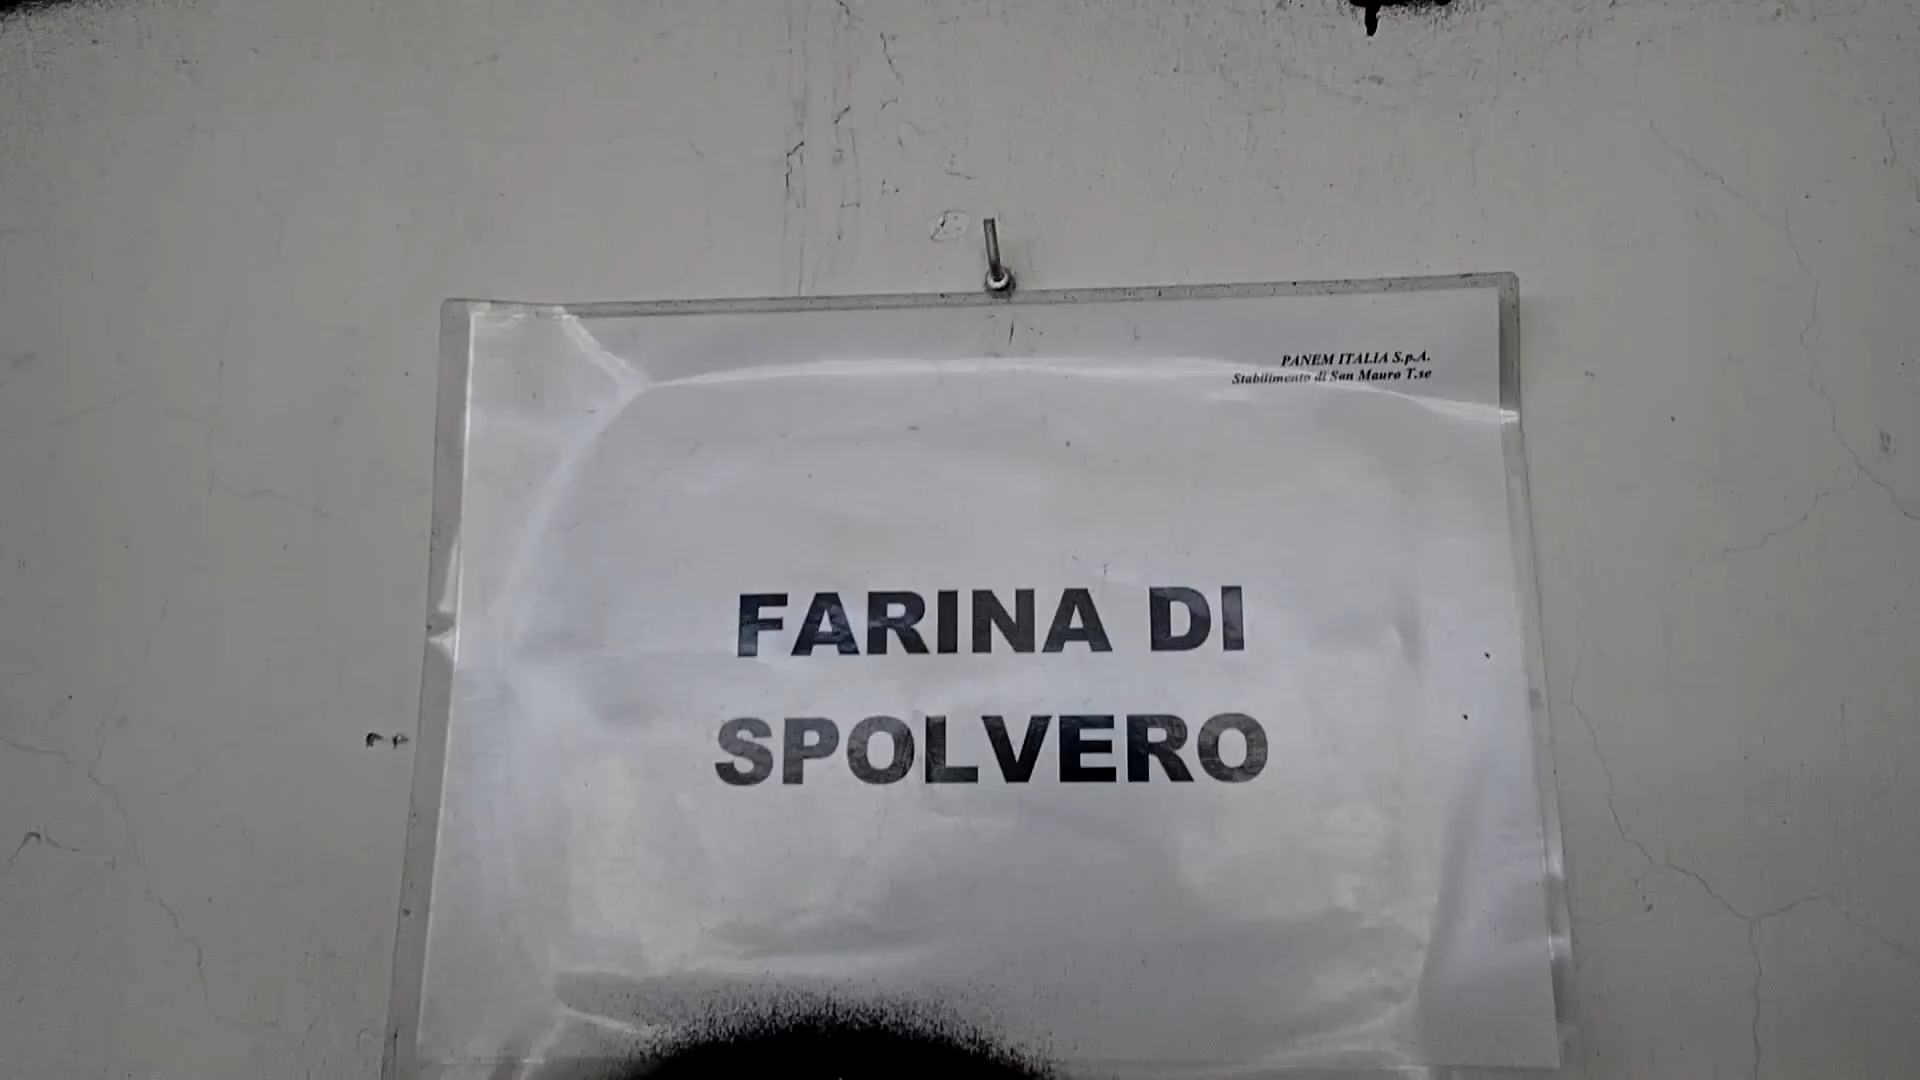 PANEM ITALIA S.p.A.
Stabilimento di San Mauro T.se
FARINA DI
SPOLVERO